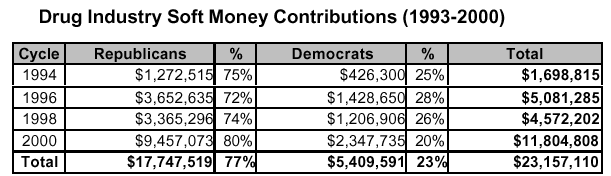 Drug Industry Soft Money Contributions (1993-2000)
Cycle Republicans % Democrats % Total
1994 $1,272,515 75% $426,300 25% $1,698,815
1996 $3,652,635 72% $1,428,650 28% $5,081,285
1998 $3,365,296 74% $1,206,906 26% $4,572,202
2000 $9,457,073 80% $2,347,735 20% $11,804,808
Total $17,747,519 77% $5,409,591 23% $23,157,110